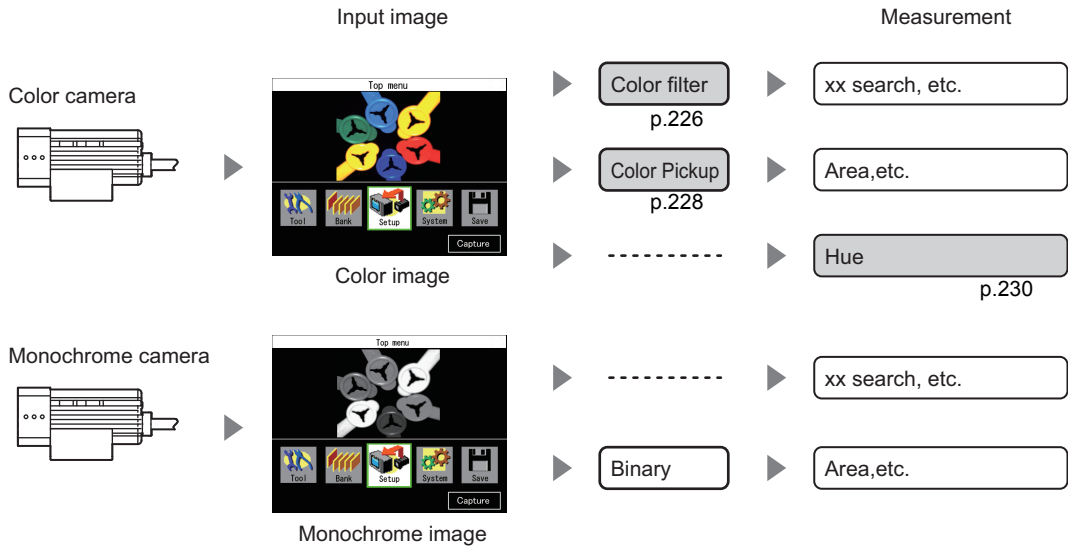 Input image
Measurement
Color camera
Top menu
Tool
Bank
Setup
System
Save
Capture
Color image
Color filter
p.226
xx search, etc.
Color Pickup
p.228
Area,etc.
Hue
p.230
Monochrome camera
Top menu
Tool
Bank
Setup
System
Save
Capture
Monochrome image
xx search, etc.
Binary
Area,etc.